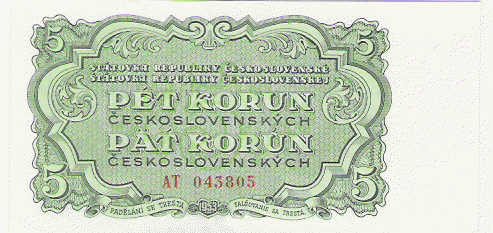 5 5
STÁTOVKA REPUBLIKY ČESKOSLOVENSKÉ
ŠTÁTOVKA REPUBLIKY ČESKOSLOVENSKEJ
PĚT KORUN
ČESKOSLOVENSKÝCH
PÄŤ KORÚN
ČESKOSLOVENSKÝCH
AT 043805
5 5
PADĚLÁNÍ SE TRESTÁ 1953 FALŠOVANIE SA TRESTÁ.